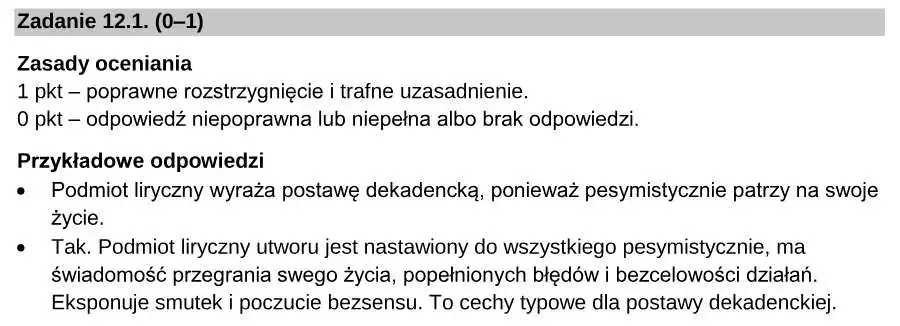 Zadanie 12.1. (0–1)
Zasady oceniania
1 pkt – poprawne rozstrzygnięcie i trafne uzasadnienie.
0 pkt – odpowiedź niepoprawna lub niepełna albo brak odpowiedzi.
Przykładowe odpowiedzi
• Podmiot liryczny wyraża postawę dekadencką, ponieważ pesymistycznie patrzy na swoje
życie.
• Tak. Podmiot liryczny utworu jest nastawiony do wszystkiego pesymistycznie, ma
świadomość przegrania swego życia, popełnionych błędów i bezcelowości działań.
Eksponuje smutek i poczucie bezsensu. To cechy typowe dla postawy dekadenckiej.